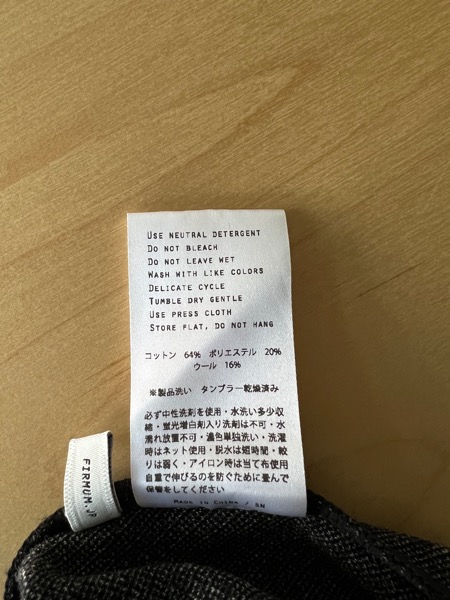 USE NEUTRAL DETERGENT
DO NOT BLEACH
DO NOT LEAVE WET
WASH WITH LIKE COLORS
DELICATE CYCLE
TUMBLE DRY GENTLE
USE PRESS CLOTH
STORE FLAT, DO NOT HANG
コットン 64% ポリエステル 20%
ウール 16%
※製品洗い タンブラー乾燥済み
必ず中性洗剤を使用・水洗い多少収
縮・蛍光増白剤入り洗剤は不可・水
濡れ放置不可・濃色単独洗い・洗濯
時はネット使用・脱水は短時間・絞
りは弱く・アイロン時は当て布使用
自重で伸びるのを防ぐために畳んで
保管をしてください
MADE IN CHINA / SN
FIRMUM.JP